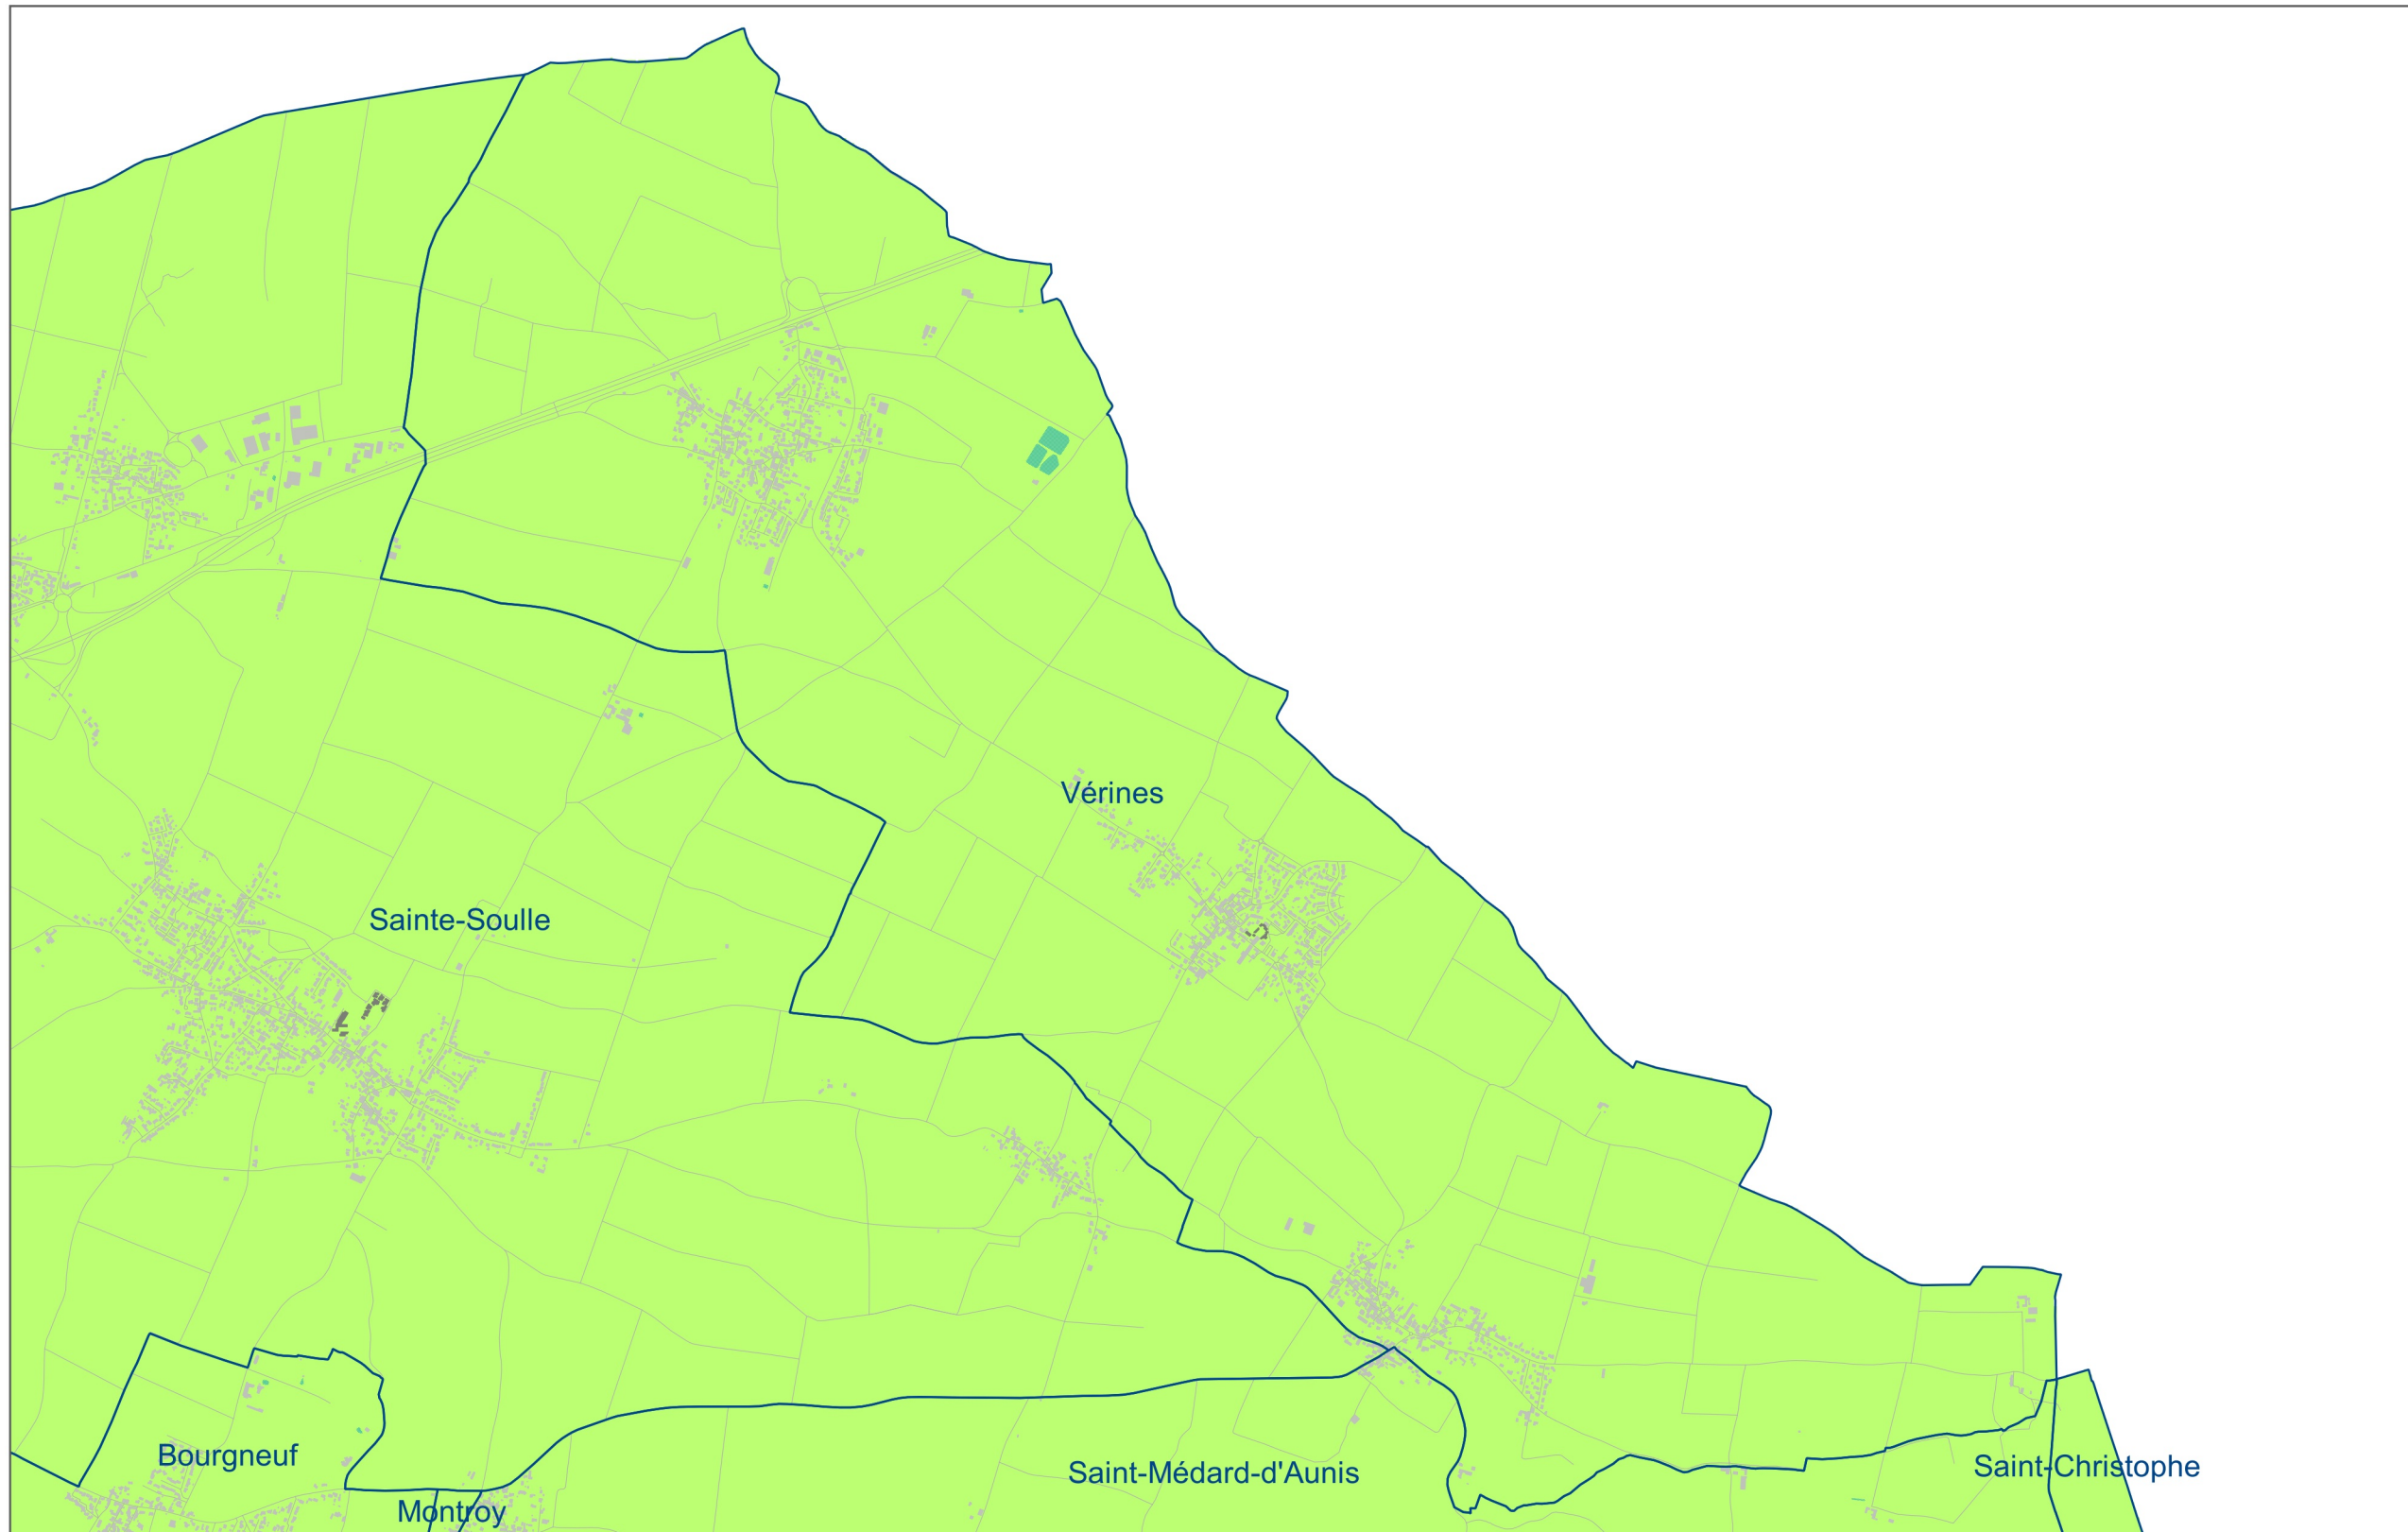 Vérines
Sainte-Soulle
Bourgneuf
Saint-Christophe
Saint-Médard-d'Aunis
Montroy